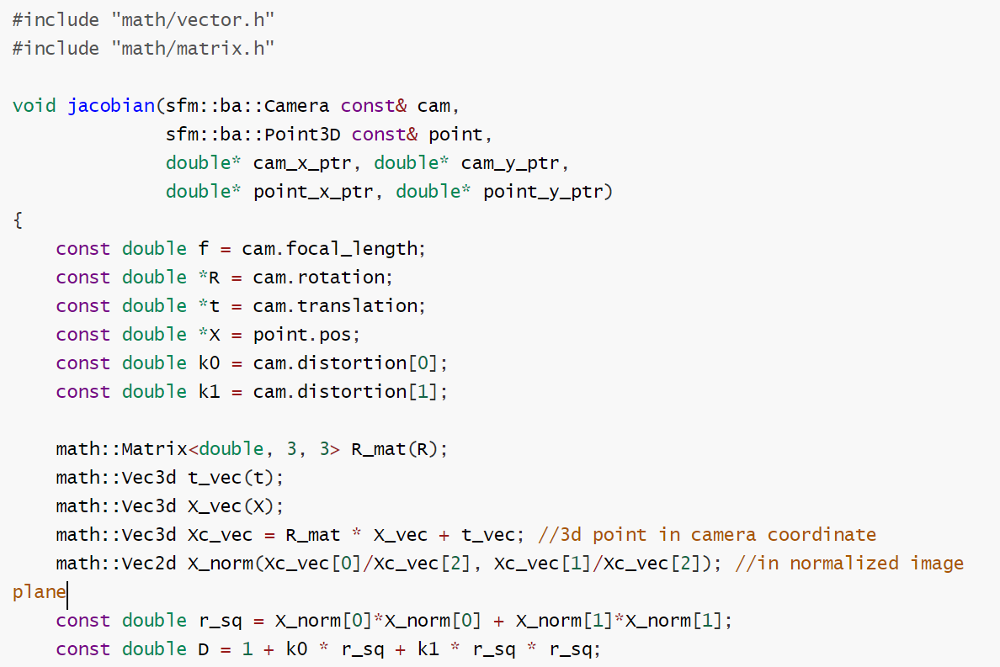 #include "math/vector.h"
#include "math/matrix.h"

void jacobian(sfm::ba::Camera const& cam,
              sfm::ba::Point3D const& point,
              double* cam_x_ptr, double* cam_y_ptr,
              double* point_x_ptr, double* point_y_ptr)
{
    const double f = cam.focal_length;
    const double *R = cam.rotation;
    const double *t = cam.translation;
    const double *X = point.pos;
    const double k0 = cam.distortion[0];
    const double k1 = cam.distortion[1];

    math::Matrix<double, 3, 3> R_mat(R);
    math::Vec3d t_vec(t);
    math::Vec3d X_vec(X);
    math::Vec3d Xc_vec = R_mat * X_vec + t_vec; //3d point in camera coordinate
    math::Vec2d X_norm(Xc_vec[0]/Xc_vec[2], Xc_vec[1]/Xc_vec[2]); //in normalized image
plane
    const double r_sq = X_norm[0]*X_norm[0] + X_norm[1]*X_norm[1];
    const double D = 1 + k0 * r_sq + k1 * r_sq * r_sq;